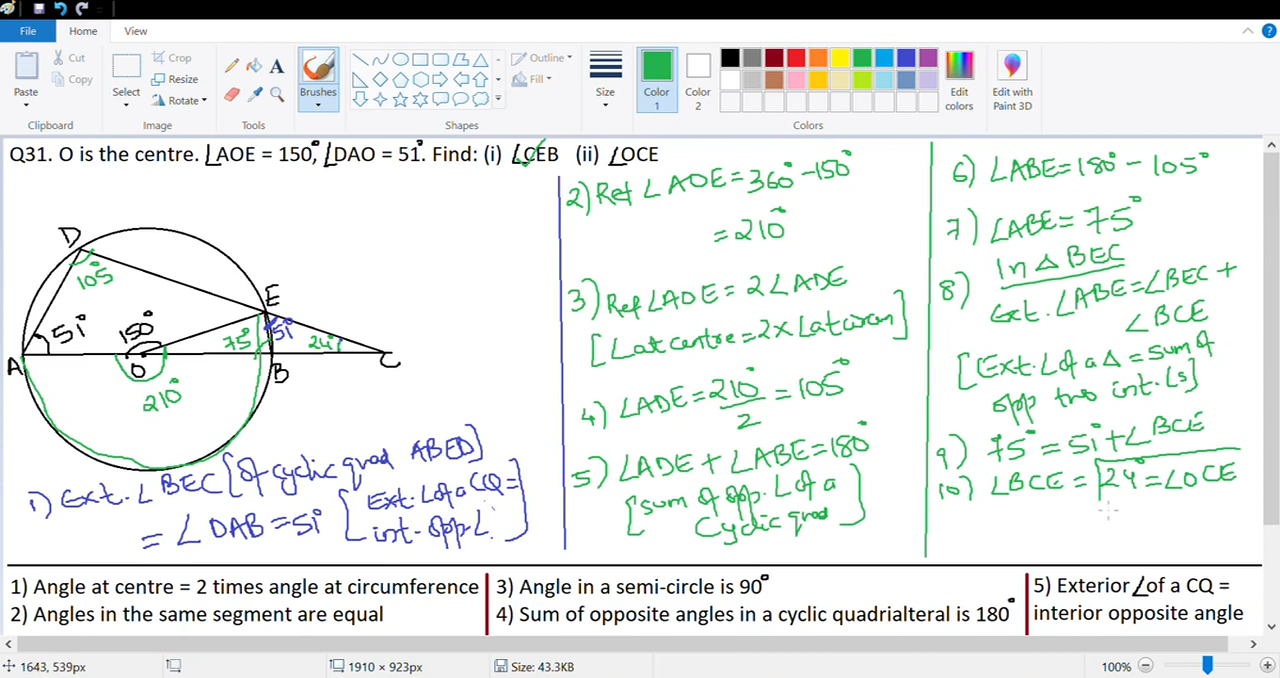 File Home View
Paste Cut Copy Clipboard
Select Crop Resize Rotate Image
Tools
Brushes
Outline Fill Shapes
Size
Color 1 Color 2 Edit colors Edit with Paint 3D Colors
Q31. O is the centre. ∠AOE = 150°, ∠DAO = 51°. Find: (i) ∠CEB (ii) ∠OCE
D
105
E
51°
150°
75°
51°
24°
A
O
B
C
210°
1) Ext. ∠BEC [of cyclic quad ABED]
= ∠DAB = 51° [Ext. ∠ of a CQ =
int. opp. ∠.]
2) Ref ∠AOE = 360° - 150°
= 210°
3) Ref ∠AOE = 2∠ADE
[∠ at centre = 2x∠ at circm]
4) ∠ADE = 210°/2 = 105°
5) ∠ADE + ∠ABE = 180°
[sum of opp. ∠ of a
cyclic quad]
6) ∠ABE = 180° - 105°
7) ∠ABE = 75°
In △ BEC
8) Ext. ∠ABE = ∠BEC +
∠BCE
[Ext. ∠ of a △ = sum of
opp two int. ∠s]
9) 75° = 51° + ∠BCE
10) ∠BCE = 24° = ∠OCE
1) Angle at centre = 2 times angle at circumference
2) Angles in the same segment are equal
3) Angle in a semi-circle is 90°
4) Sum of opposite angles in a cyclic quadrialteral is 180°
5) Exterior ∠of a CQ =
interior opposite angle
1643, 539px 1910 × 923px Size: 43.3KB 100%